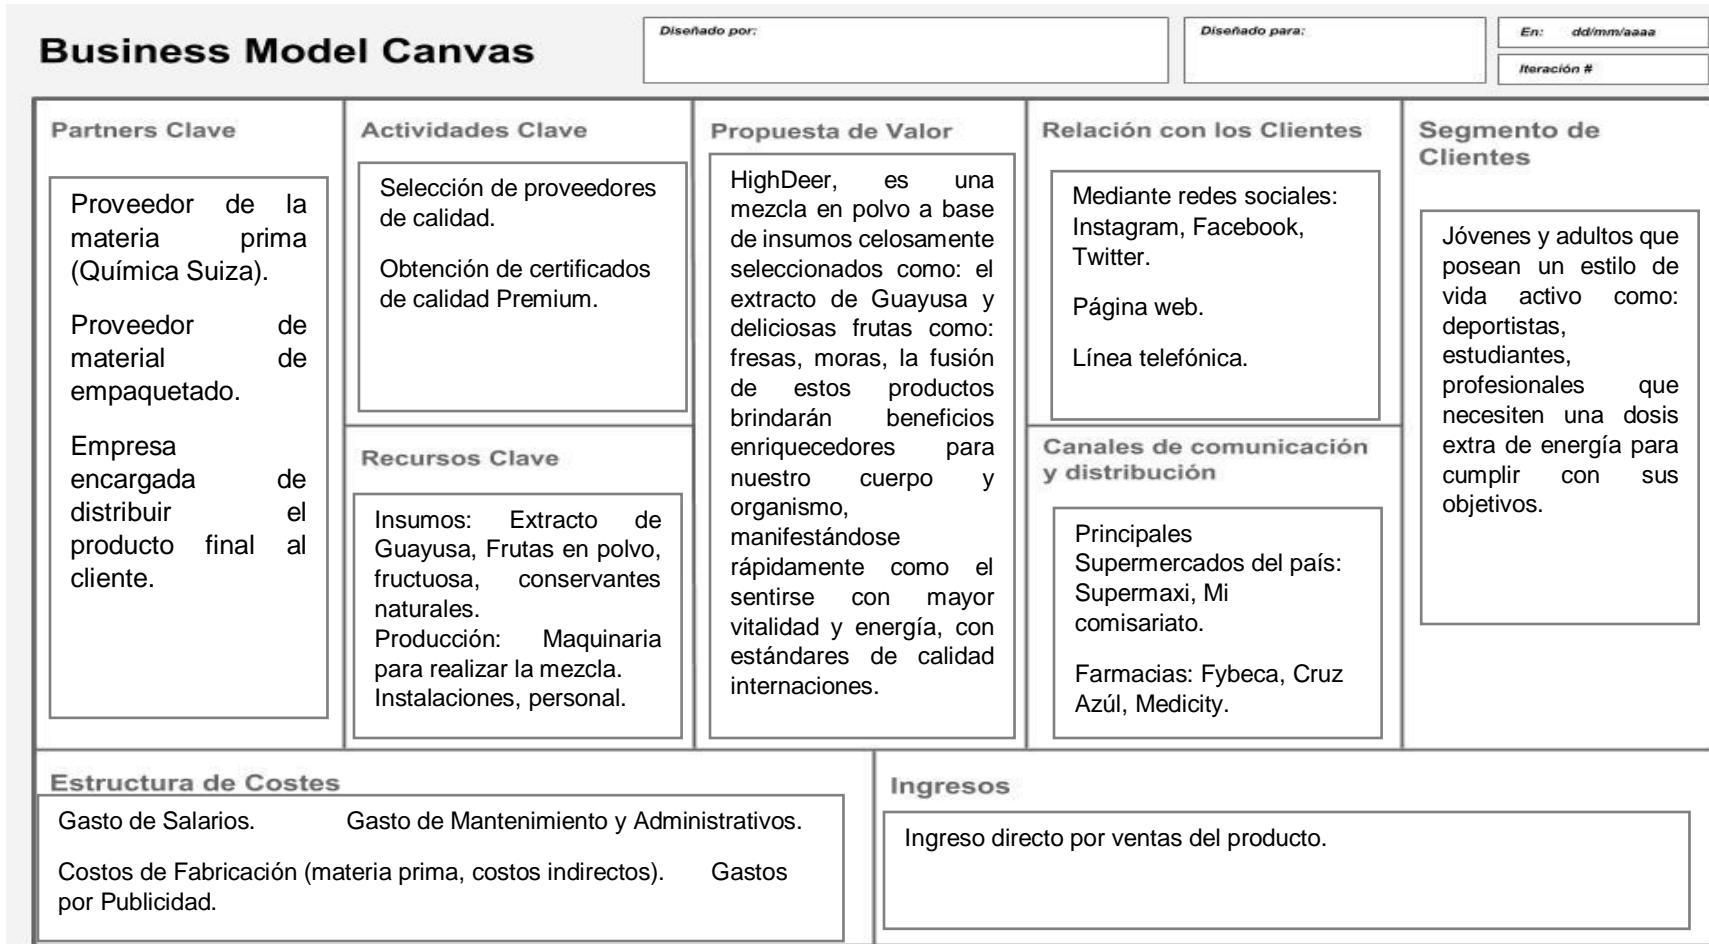 Business Model Canvas
Diseñado por:
Diseñado para:
En: dd/mm/aaaa
Iteración #
Partners Clave
Proveedor de la
materia prima
(Química Suiza).
Proveedor de
material de
empaquetado.
Empresa
encargada de
distribuir el
producto final al
cliente.
Actividades Clave
Selección de proveedores
de calidad.
Obtención de certificados
de calidad Premium.
Recursos Clave
Insumos: Extracto de
Guayusa, Frutas en polvo,
fructuosa, conservantes
naturales.
Producción: Maquinaria
para realizar la mezcla.
Instalaciones, personal.
Propuesta de Valor
HighDeer, es una
mezcla en polvo a base
de insumos celosamente
seleccionados como: el
extracto de Guayusa y
deliciosas frutas como:
fresas, moras, la fusión
de estos productos
brindarán beneficios
enriquecedores para
nuestro cuerpo y
organismo,
manifestándose
rápidamente como el
sentirse con mayor
vitalidad y energía, con
estándares de calidad
internaciones.
Relación con los Clientes
Mediante redes sociales:
Instagram, Facebook,
Twitter.
Página web.
Línea telefónica.
Canales de comunicación
y distribución
Principales
Supermercados del país:
Supermaxi, Mi
comisariato.
Farmacias: Fybeca, Cruz
Azúl, Medicity.
Segmento de
Clientes
Jóvenes y adultos que
posean un estilo de
vida activo como:
deportistas,
estudiantes,
profesionales que
necesiten una dosis
extra de energía para
cumplir con sus
objetivos.
Estructura de Costes
Gasto de Salarios. Gasto de Mantenimiento y Administrativos.
Costos de Fabricación (materia prima, costos indirectos). Gastos
por Publicidad.
Ingresos
Ingreso directo por ventas del producto.